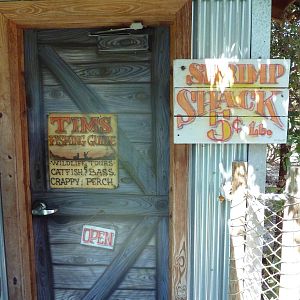 TIM'S
FISHING GUIDE
WILDLIFE TOURS
CATFISH, BASS,
CRAPPY, PERCH.
OPEN
SHRIMP
SHACK
5¢ LB.